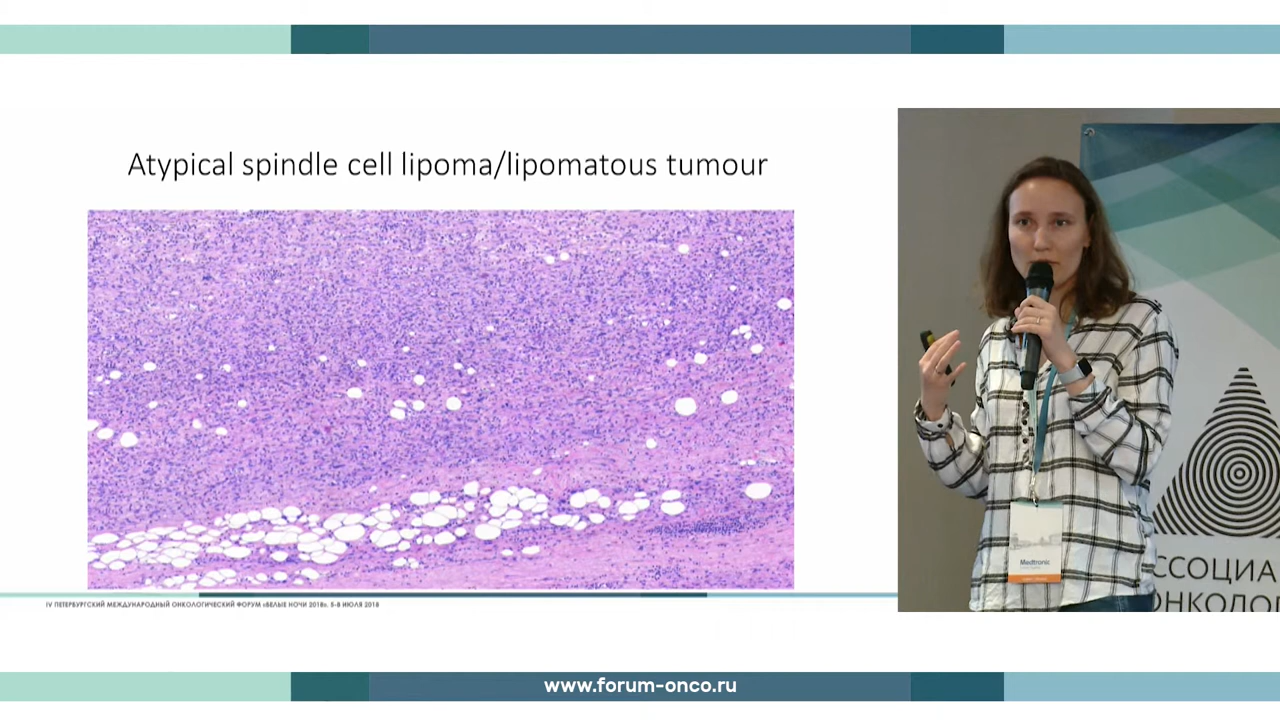 Atypical spindle cell lipoma/lipomatous tumour
Medtronic
ССОЦИА
ОНКОЛОГ
IV ПЕТЕРБУРГСКИЙ МЕЖДУНАРОДНЫЙ ОНКОЛОГИЧЕСКИЙ ФОРУМ «БЕЛЫЕ НОЧИ 2018». 5-8 ИЮЛЯ 2018
www.forum-onco.ru